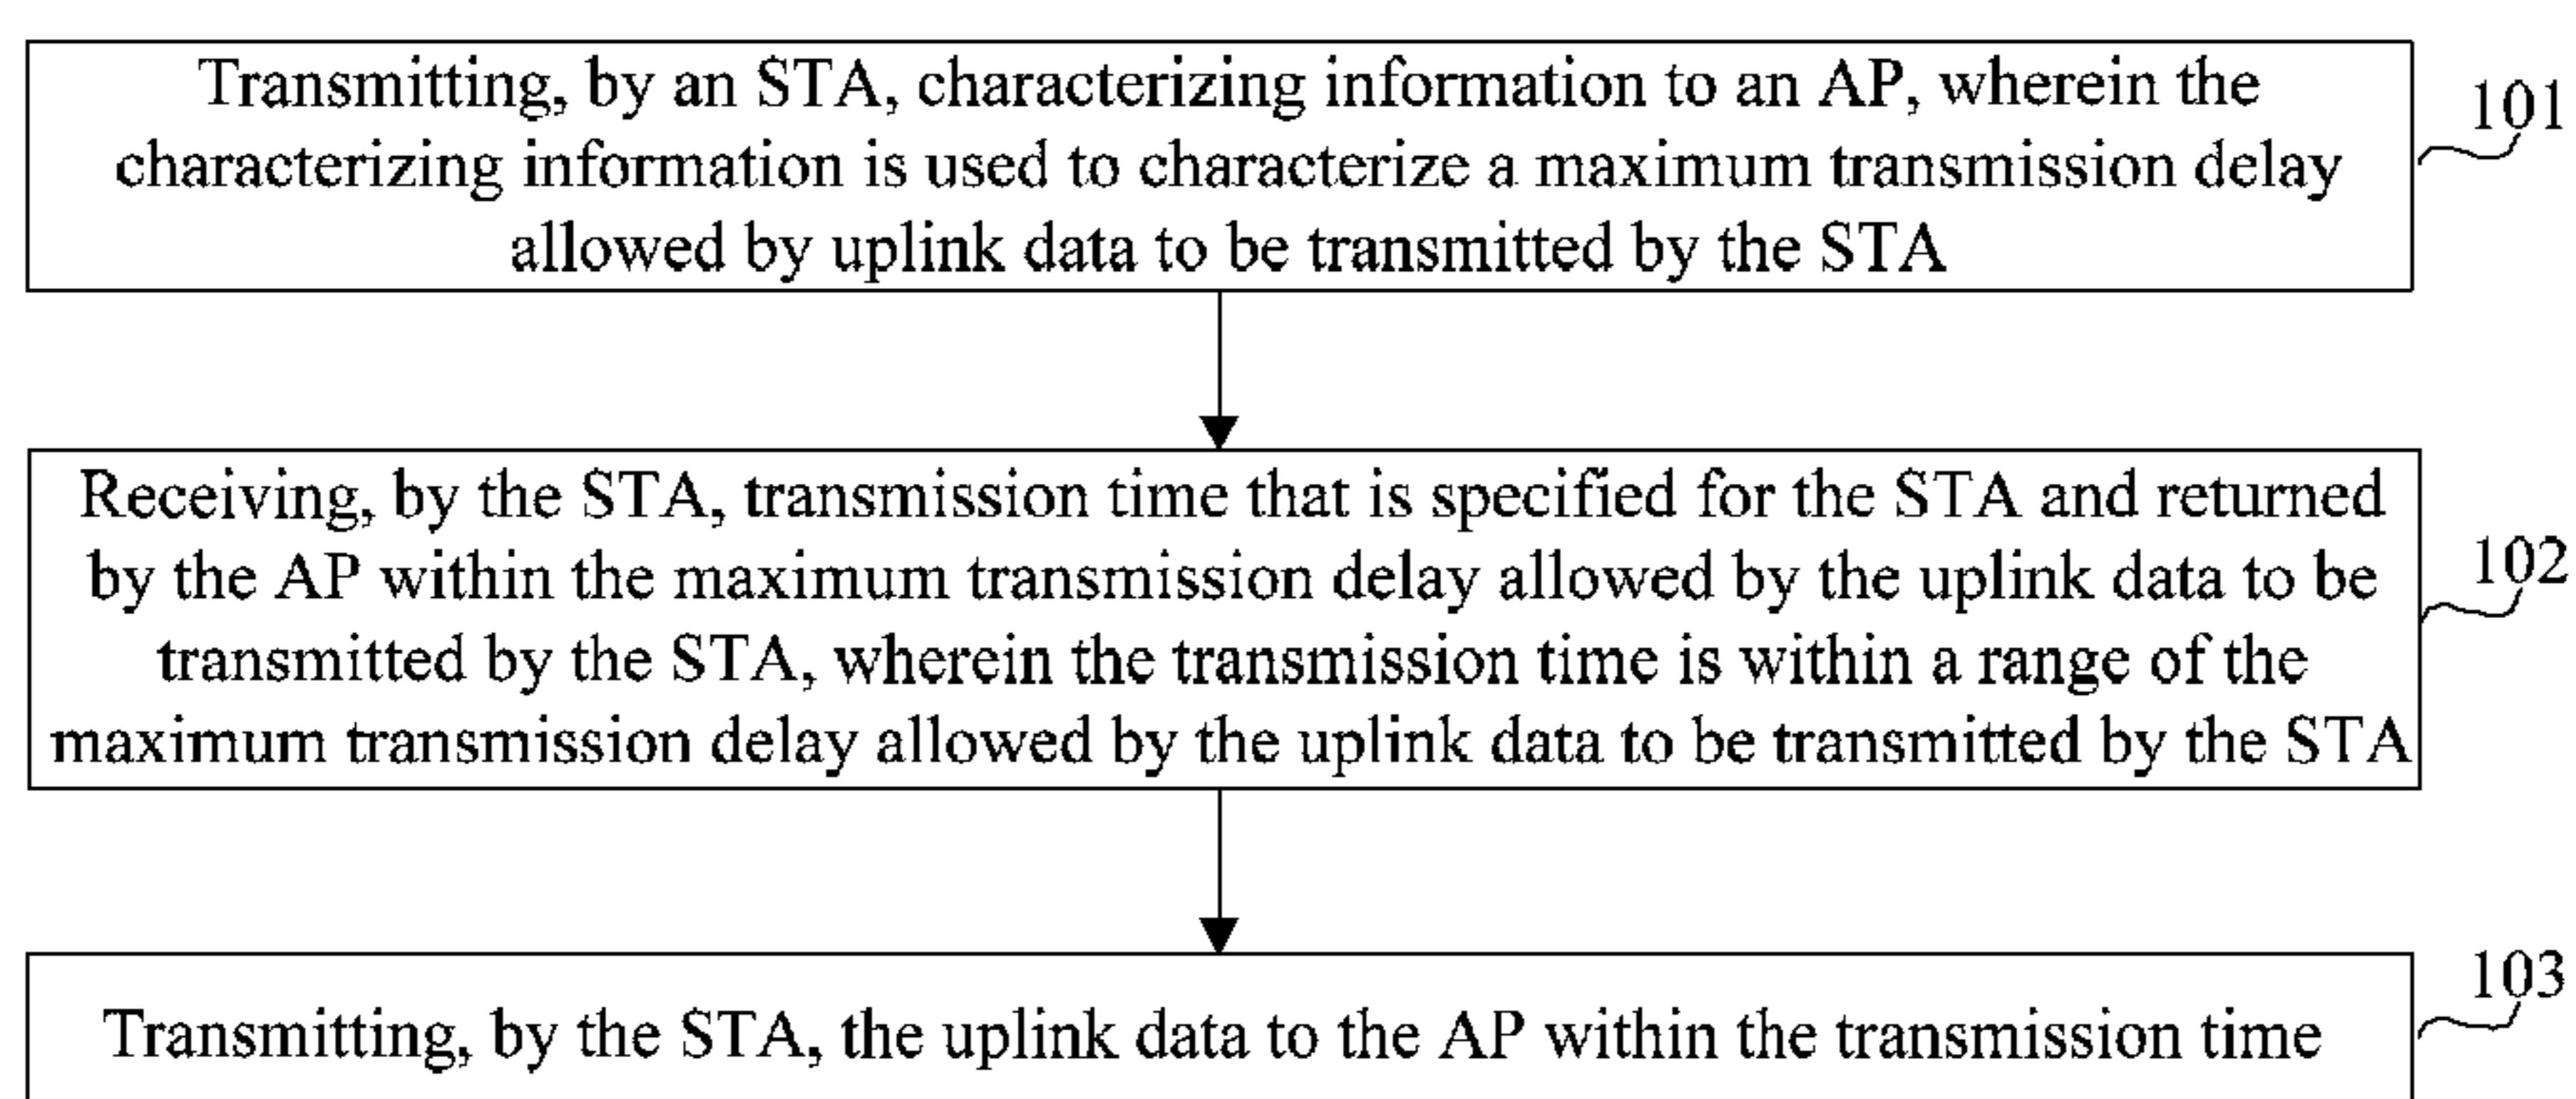 Transmitting, by an STA, characterizing information to an AP, wherein the
characterizing information is used to characterize a maximum transmission delay
allowed by uplink data to be transmitted by the STA
101
Receiving, by the STA, transmission time that is specified for the STA and returned
by the AP within the maximum transmission delay allowed by the uplink data to be
transmitted by the STA, wherein the transmission time is within a range of the
maximum transmission delay allowed by the uplink data to be transmitted by the STA
102
Transmitting, by the STA, the uplink data to the AP within the transmission time
103